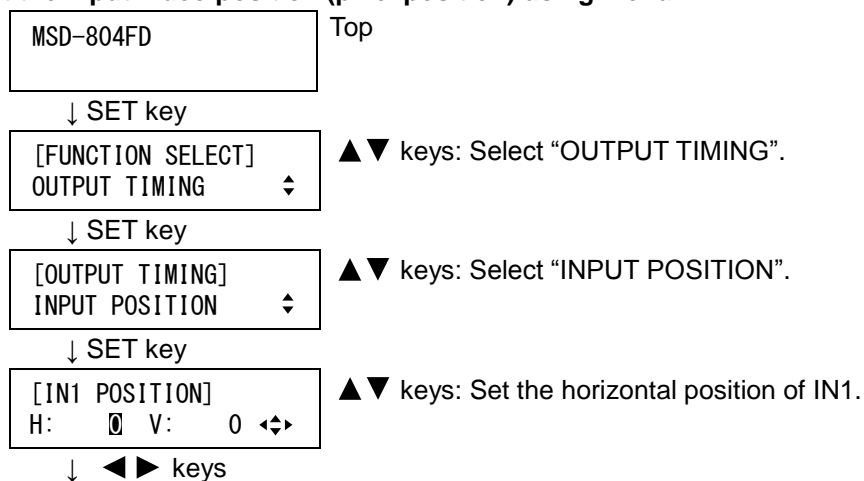 MSD-804FD
Top
↓ SET key
[FUNCTION SELECT]
OUTPUT TIMING
▲▼ keys: Select “OUTPUT TIMING”.
↓ SET key
[OUTPUT TIMING]
INPUT POSITION
▲▼ keys: Select “INPUT POSITION”.
↓ SET key
[IN1 POSITION]
H: 0 V: 0
▲▼ keys: Set the horizontal position of IN1.
↓ ◀▶ keys